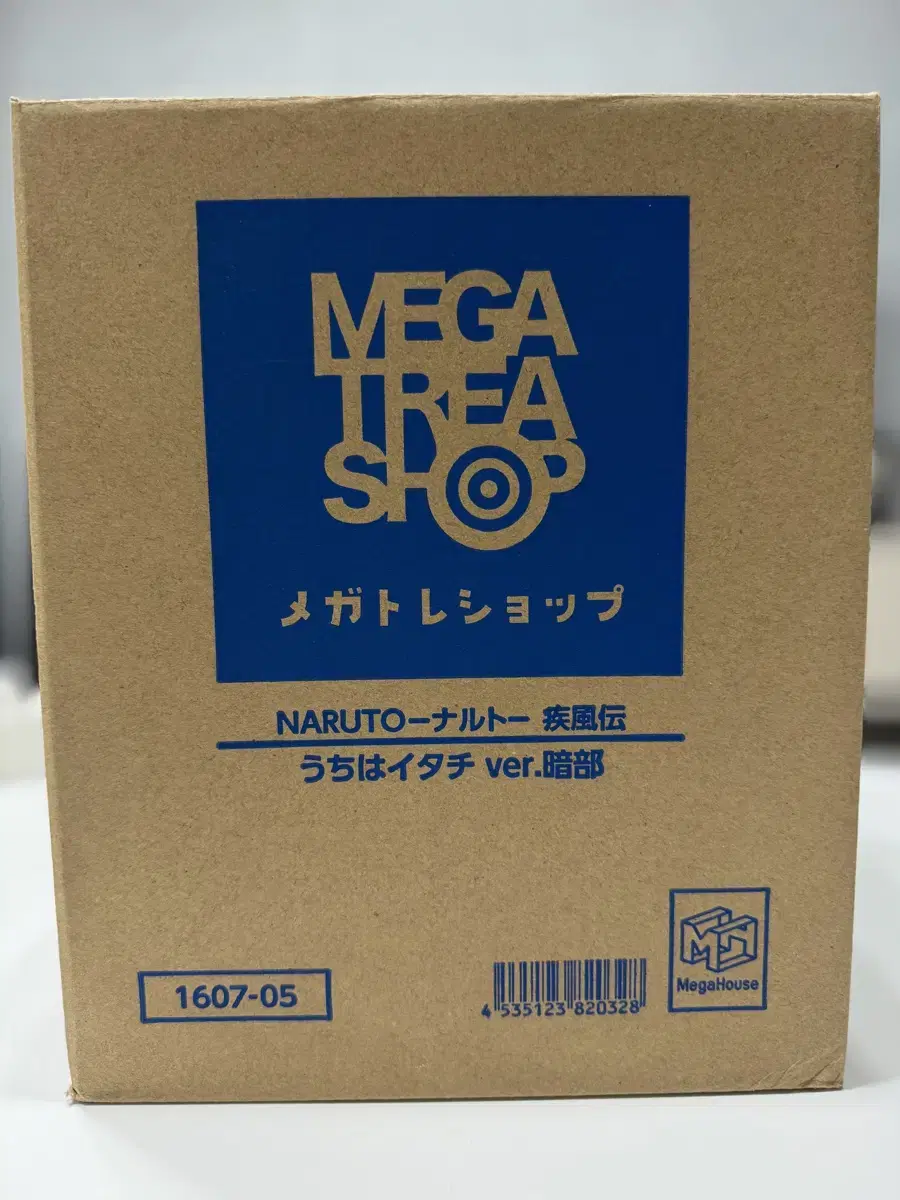 MEGA
TREA
SHOP
メガトレショップ
NARUTOーナルトー 疾風伝
うちはイタチ ver.暗部
1607-05
4 535123 820328
MH
MegaHouse